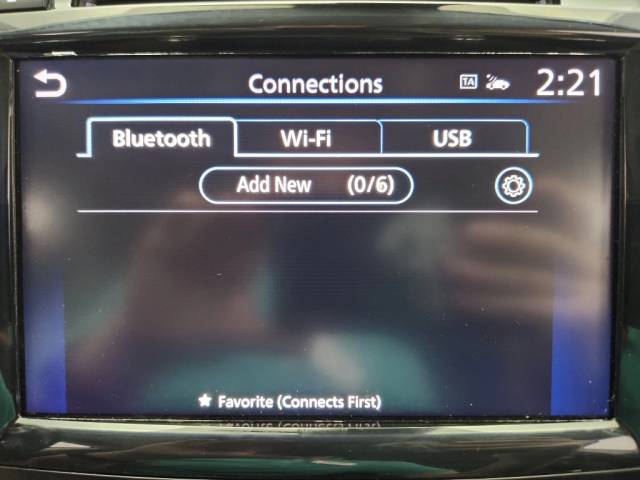 Connections TA 2:21
Bluetooth Wi-Fi USB
Add New (0/6)
★ Favorite (Connects First)